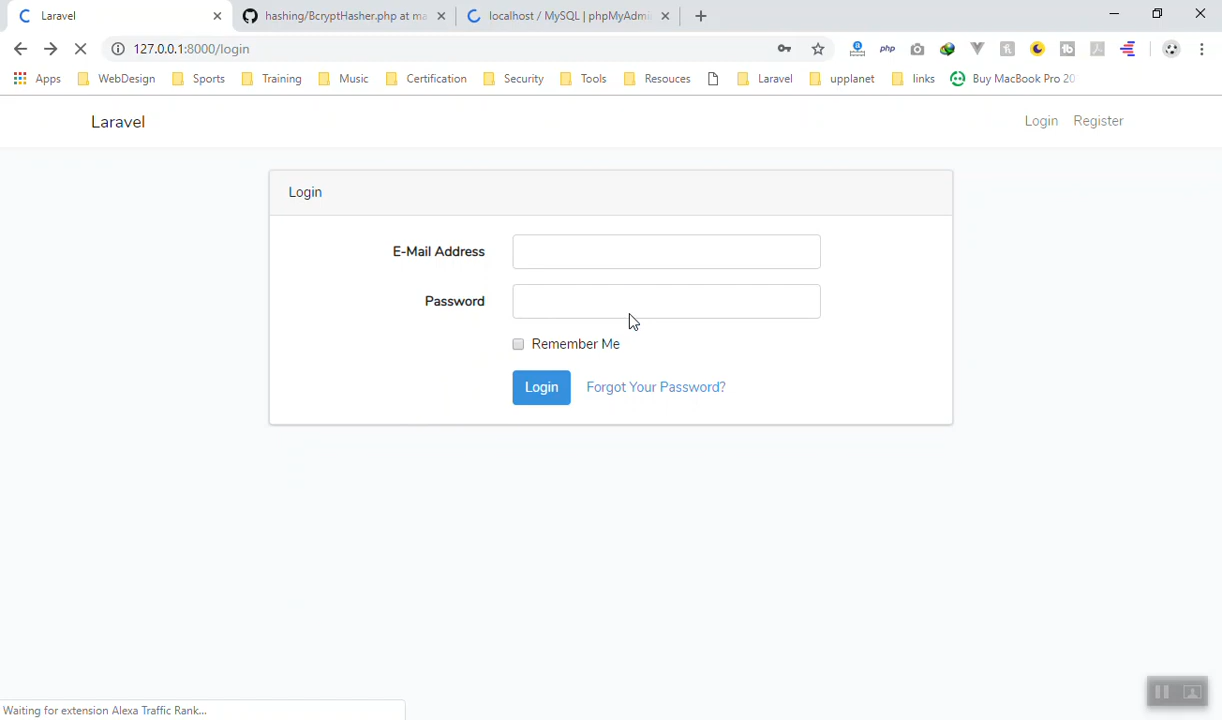 Laravel
hashing/BcryptHasher.php at ma
localhost / MySQL | phpMyAdmi
127.0.0.1:8000/login
php
Apps WebDesign Sports Training Music Certification Security Tools Resouces Laravel upplanet links Buy MacBook Pro 20
Laravel
Login Register
Login
E-Mail Address
Password
Remember Me
Login Forgot Your Password?
Waiting for extension Alexa Traffic Rank...